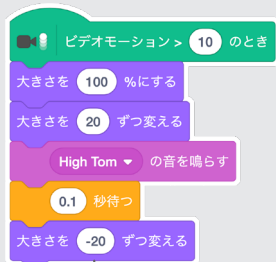 ビデオモーション > 10 のとき
大きさを 100 %にする
大きさを 20 ずつ変える
High Tom の音を鳴らす
0.1 秒待つ
大きさを -20 ずつ変える